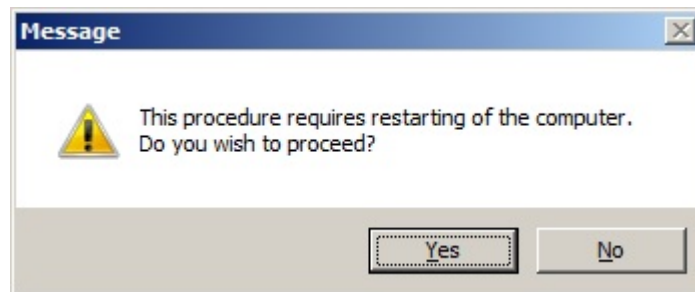 Message
This procedure requires restarting of the computer.
Do you wish to proceed?
Yes
No